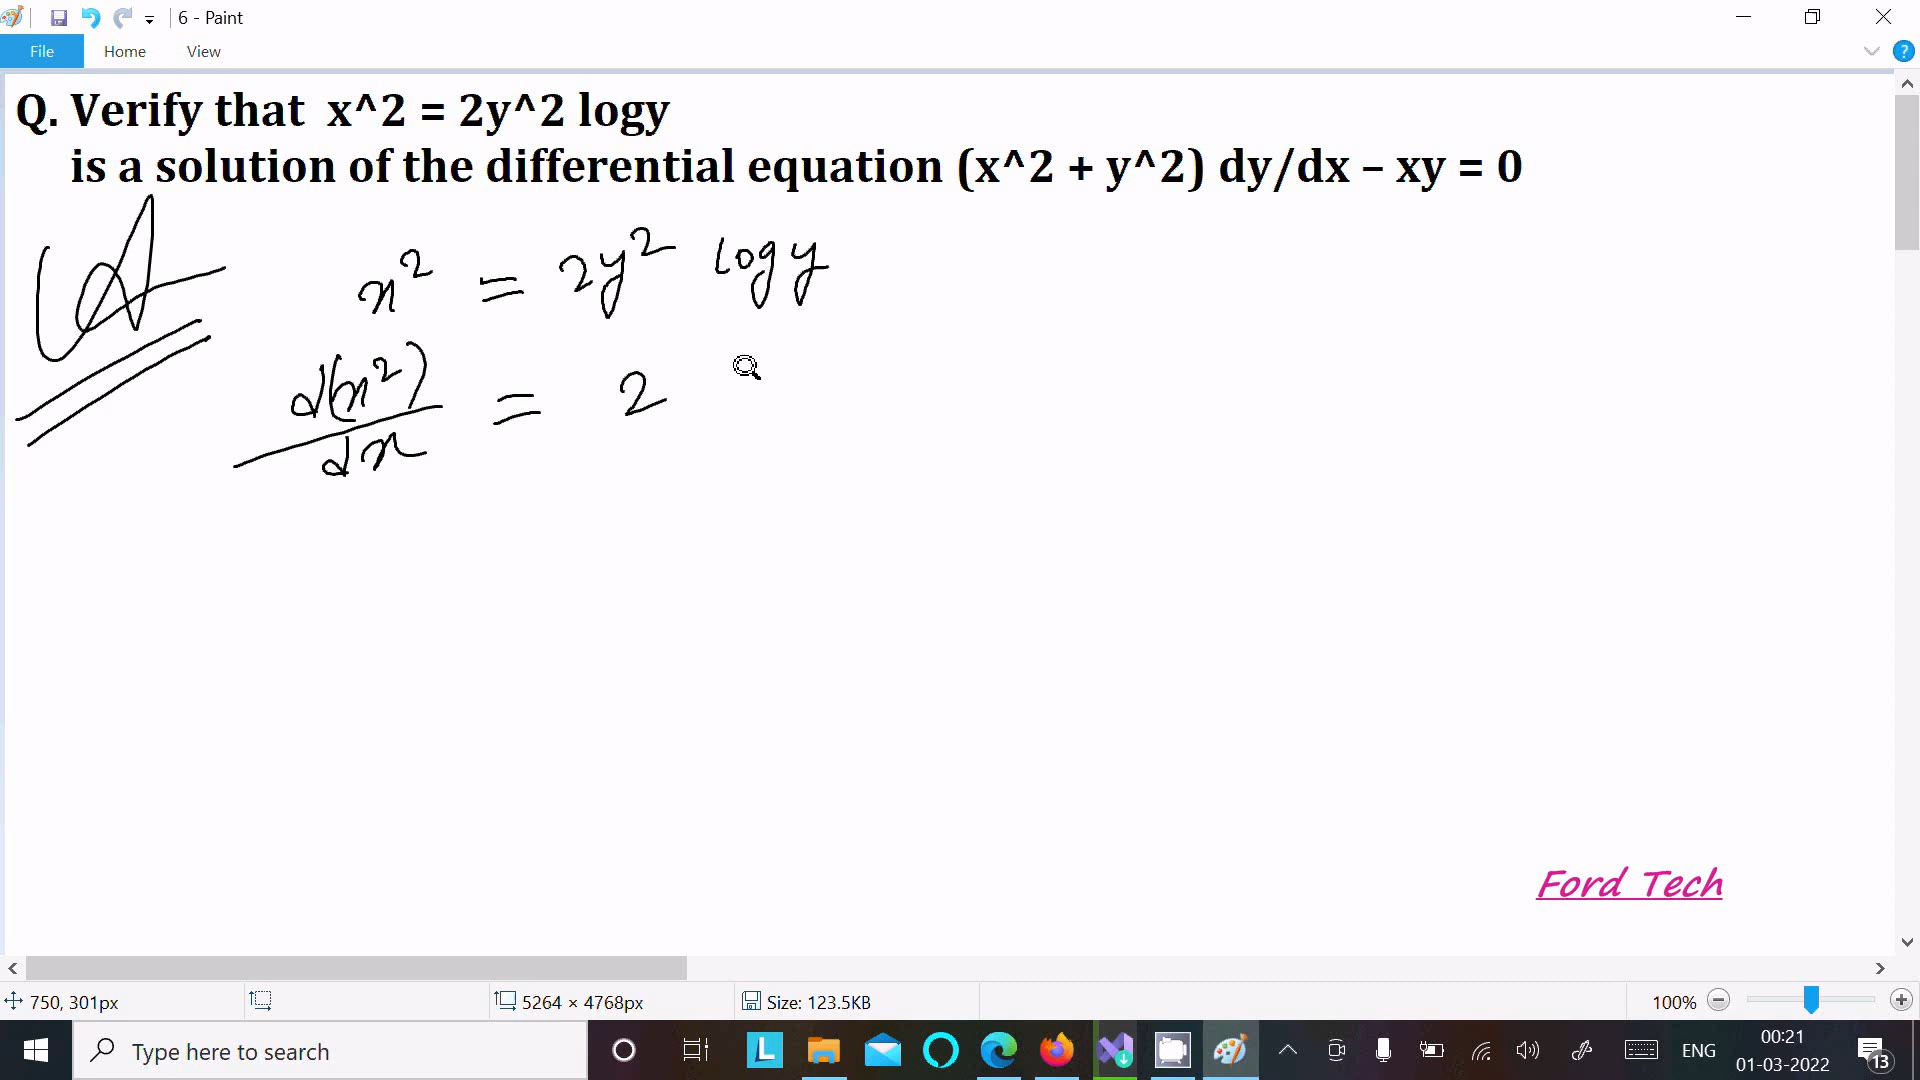 6 - Paint
File Home View
Q. Verify that x^2 = 2y^2 logy
is a solution of the differential equation (x^2 + y^2) dy/dx – xy = 0
x² = 2y² logy
d(x²)/dx = 2
Ford Tech
750, 301px 5264 × 4768px Size: 123.5KB 100%
Type here to search
L
ENG
00:21
01-03-2022
13